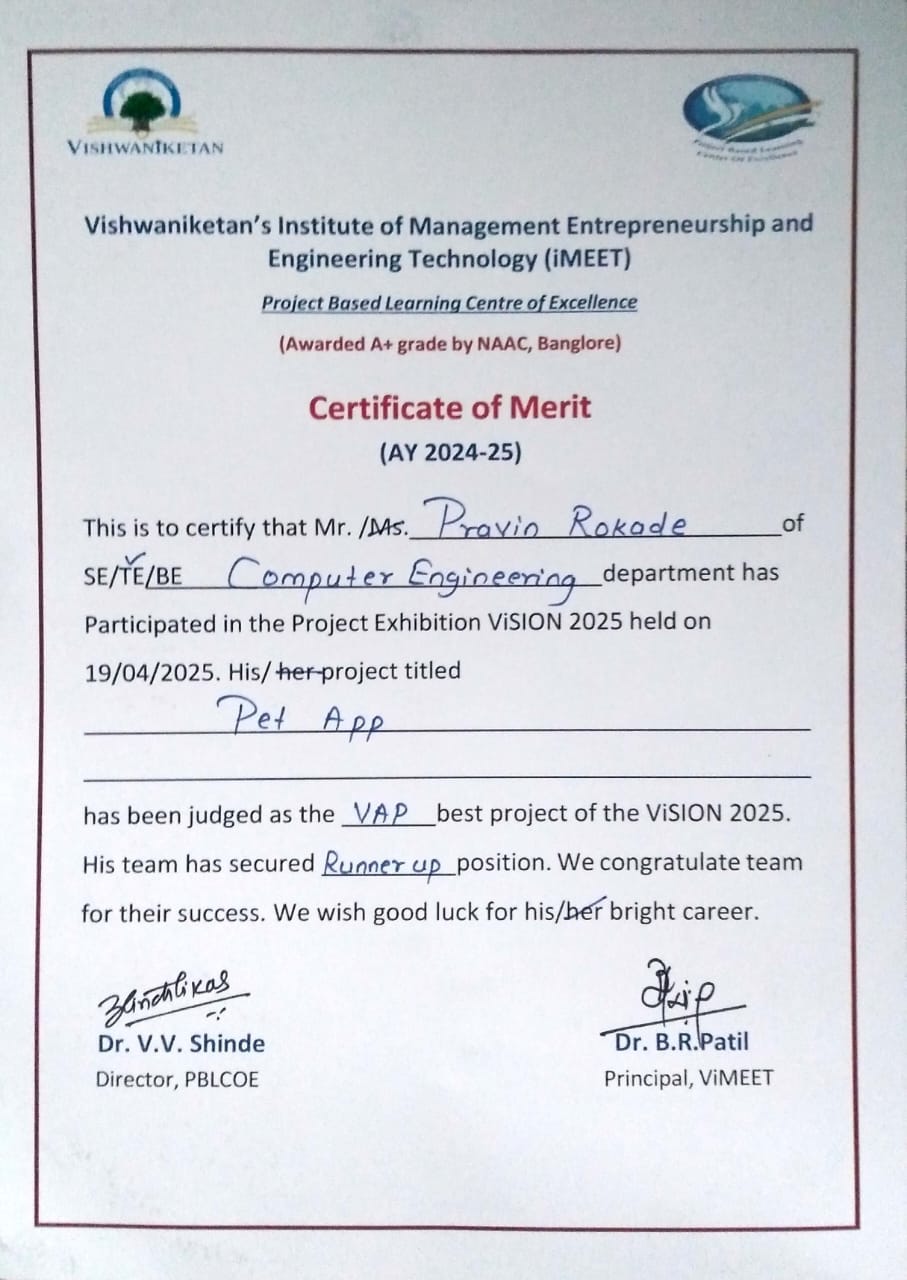 VISHWANIKETAN
Project Based Learning
Center Of Excellence
Vishwaniketan's Institute of Management Entrepreneurship and
Engineering Technology (iMEET)
Project Based Learning Centre of Excellence
(Awarded A+ grade by NAAC, Banglore)
Certificate of Merit
(AY 2024-25)
This is to certify that Mr. /Ms. Pravin Rokade of
SE/TE/BE Computer Engineering department has
Participated in the Project Exhibition ViSION 2025 held on
19/04/2025. His/ her project titled
Pet App
has been judged as the VAP best project of the ViSION 2025.
His team has secured Runner up position. We congratulate team
for their success. We wish good luck for his/her bright career.
Dr. V.V. Shinde
Dr. B.R.Patil
Director, PBLCOE
Principal, ViMEET